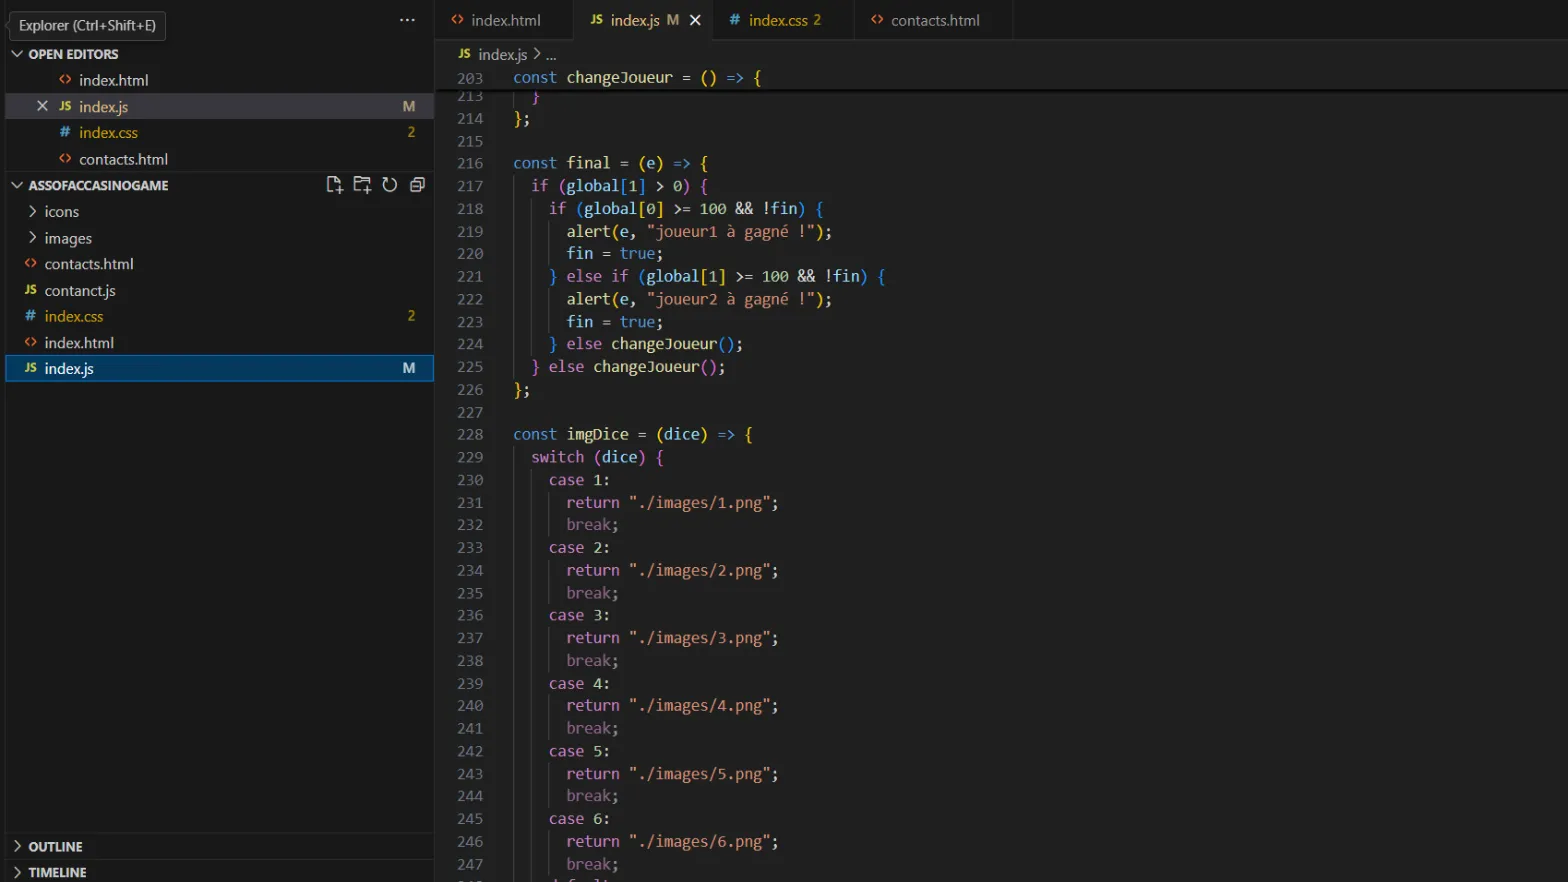 Explorer (Ctrl+Shift+E)
OPEN EDITORS
index.html
JS index.js M
# index.css 2
contacts.html
ASSOFACCASINOGAME
icons
images
contacts.html
JS contanct.js
# index.css 2
index.html
JS index.js M
OUTLINE
TIMELINE
index.html JS index.js M # index.css 2 contacts.html
JS index.js > ...
203 const changeJoueur = () => {
213 }
214 };
215
216 const final = (e) => {
217 if (global[1] > 0) {
218 if (global[0] >= 100 && !fin) {
219 alert(e, "joueur1 à gagné !");
220 fin = true;
221 } else if (global[1] >= 100 && !fin) {
222 alert(e, "joueur2 à gagné !");
223 fin = true;
224 } else changeJoueur();
225 } else changeJoueur();
226 };
227
228 const imgDice = (dice) => {
229 switch (dice) {
230 case 1:
231 return "./images/1.png";
232 break;
233 case 2:
234 return "./images/2.png";
235 break;
236 case 3:
237 return "./images/3.png";
238 break;
239 case 4:
240 return "./images/4.png";
241 break;
242 case 5:
243 return "./images/5.png";
244 break;
245 case 6:
246 return "./images/6.png";
247 break;